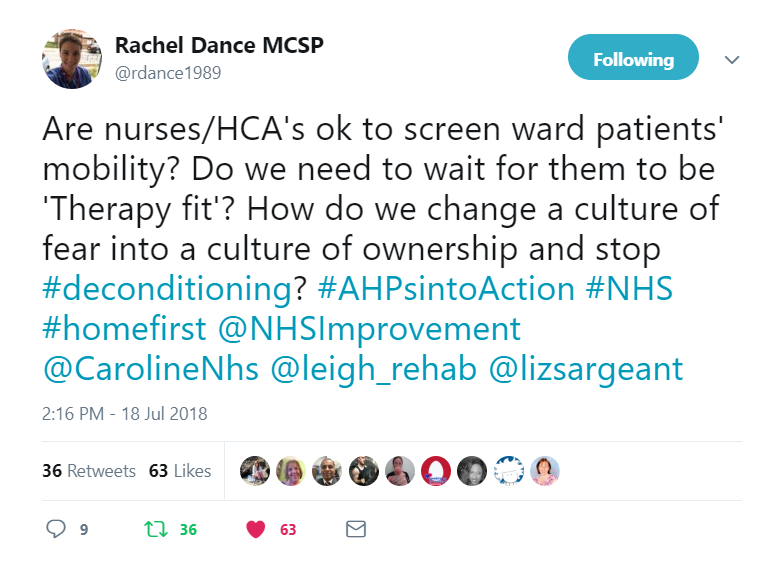 Rachel Dance MCSP
@rdance1989
Following
Are nurses/HCA's ok to screen ward patients'
mobility? Do we need to wait for them to be
'Therapy fit'? How do we change a culture of
fear into a culture of ownership and stop
#deconditioning? #AHPsintoAction #NHS
#homefirst @NHSImprovement
@CarolineNhs @leigh_rehab @lizsargeant
2:16 PM - 18 Jul 2018
36 Retweets 63 Likes
9 36 63